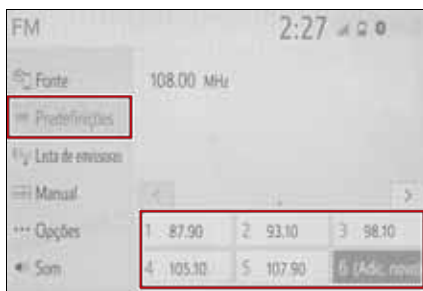 FM 2:27
Fonte
108.00 MHz
Predefinições
Lista de emissoras
Manual
Opções
Som
1 87.90 2 93.10 3 98.10
4 105.10 5 107.90 6 (Adic. novo)